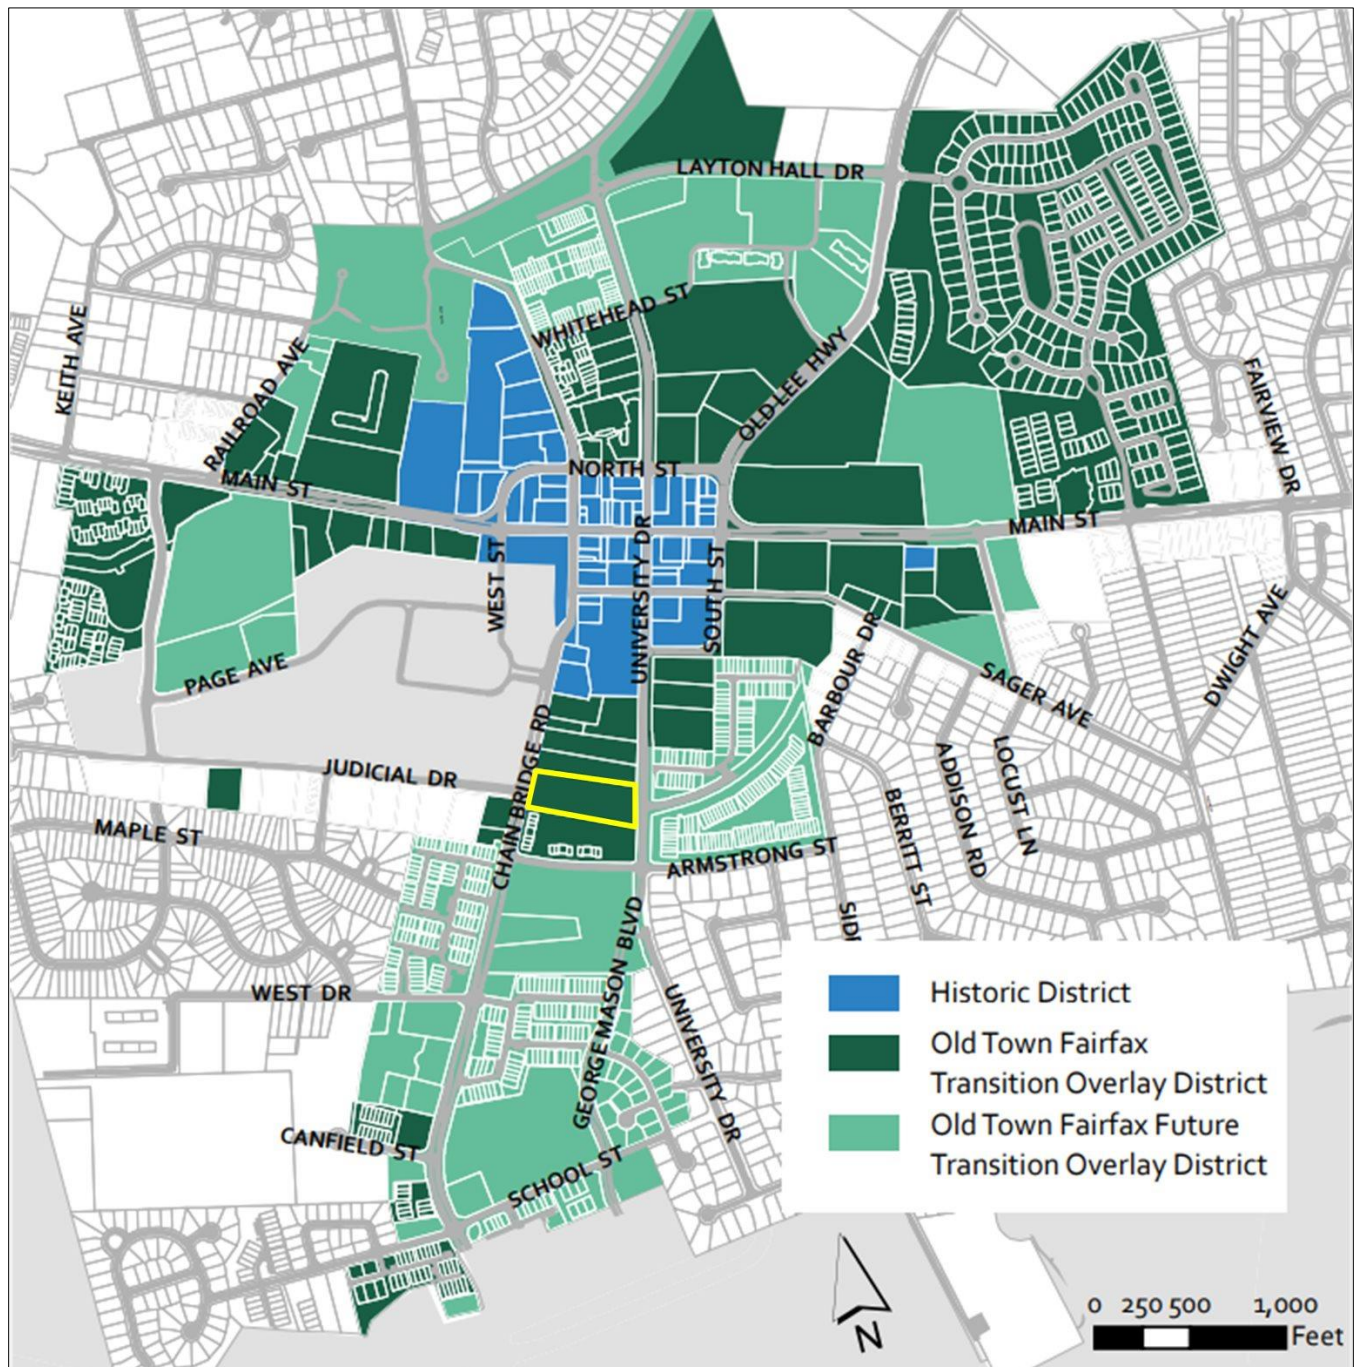 LAYTON HALL DR
WHITEHEAD ST
KEITH AVE
RAILROAD AVE
OLD LEE HWY
FAIRVIEW DR
NORTH ST
MAIN ST
MAIN ST
WEST ST
UNIVERSITY DR
SOUTH ST
DWIGHT AVE
PAGE AVE
BARBOUR DR
SAGER AVE
JUDICIAL DR
CHAIN BRIDGE RD
ADDISON RD
LOCUST LN
MAPLE ST
BERRITT ST
ARMSTRONG ST
SIDE
GEORGE MASON BLVD
WEST DR
UNIVERSITY DR
CANFIELD ST
SCHOOL ST
Historic District
Old Town Fairfax
Transition Overlay District
Old Town Fairfax Future
Transition Overlay District
N
0 250 500 1,000
Feet